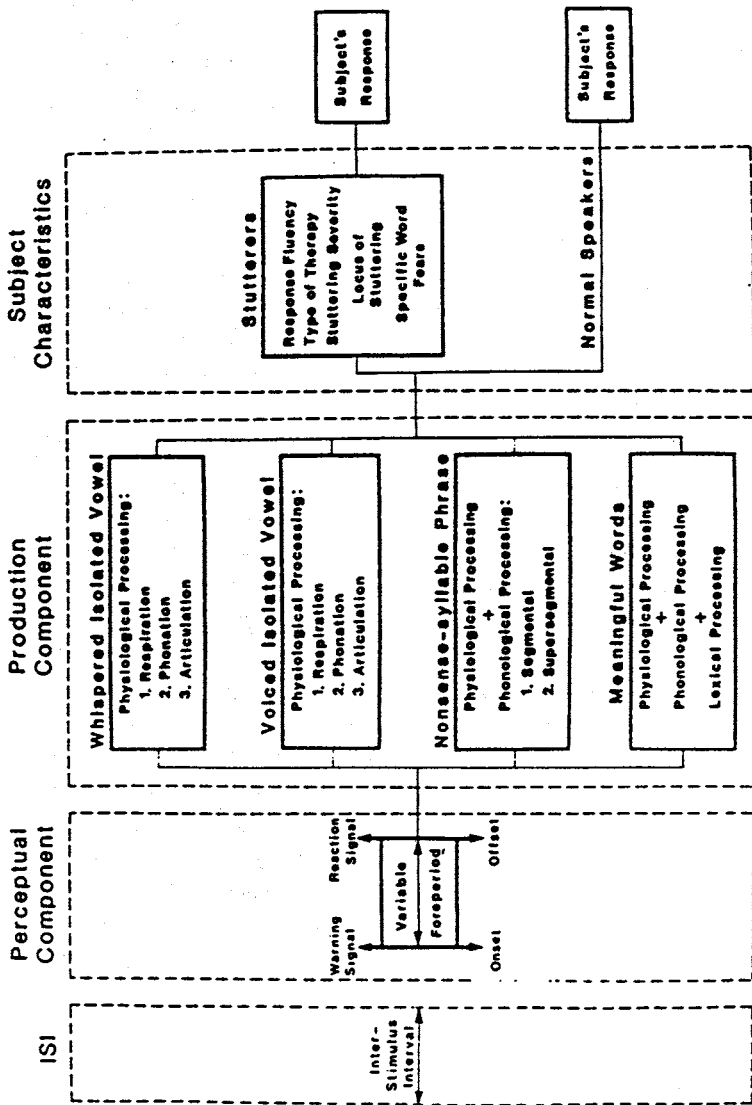 ISI
Inter-
Stimulus
Interval
Perceptual
Component
Warning
Signal
Reaction
Signal
Variable
Foreperiod
Onset
Offset
Production
Component
Whispered Isolated Vowel
Physiological Processing:
1. Respiration
2. Phonation
3. Articulation
Voiced Isolated Vowel
Physiological Processing:
1. Respiration
2. Phonation
3. Articulation
Nonsense-syllable Phrase
Physiological Processing
+
Phonological Processing:
1. Segmental
2. Supersegmental
Meaningful Words
Physiological Processing
+
Phonological Processing
+
Lexical Processing
Subject
Characteristics
Stutterers
Response Fluency
Type of Therapy
Stuttering Severity
Locus of
Stuttering
Specific Word
Fears
Normal Speakers
Subject's
Response
Subject's
Response